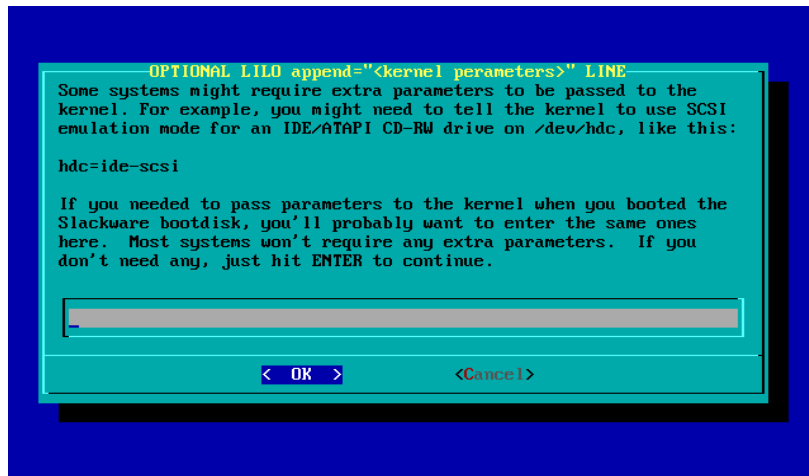 OPTIONAL LILO append="<kernel perameters>" LINE
Some systems might require extra parameters to be passed to the
kernel. For example, you might need to tell the kernel to use SCSI
emulation mode for an IDE/ATAPI CD-RW drive on /dev/hdc, like this:
hdc=ide-scsi
If you needed to pass parameters to the kernel when you booted the
Slackware bootdisk, you'll probably want to enter the same ones
here.  Most systems won't require any extra parameters.  If you
don't need any, just hit ENTER to continue.
< OK > <Cancel>